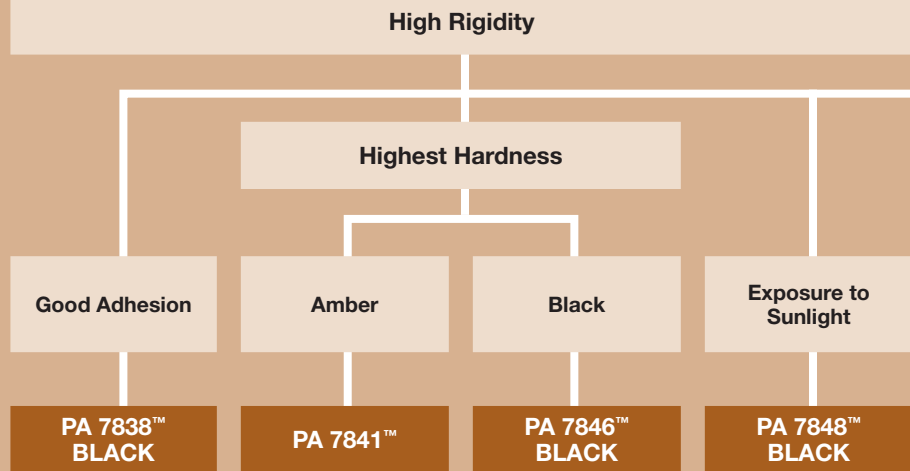 High Rigidity
Highest Hardness
Good Adhesion
Amber
Black
Exposure to
Sunlight
PA 7838™
BLACK
PA 7841™
PA 7846™
BLACK
PA 7848™
BLACK